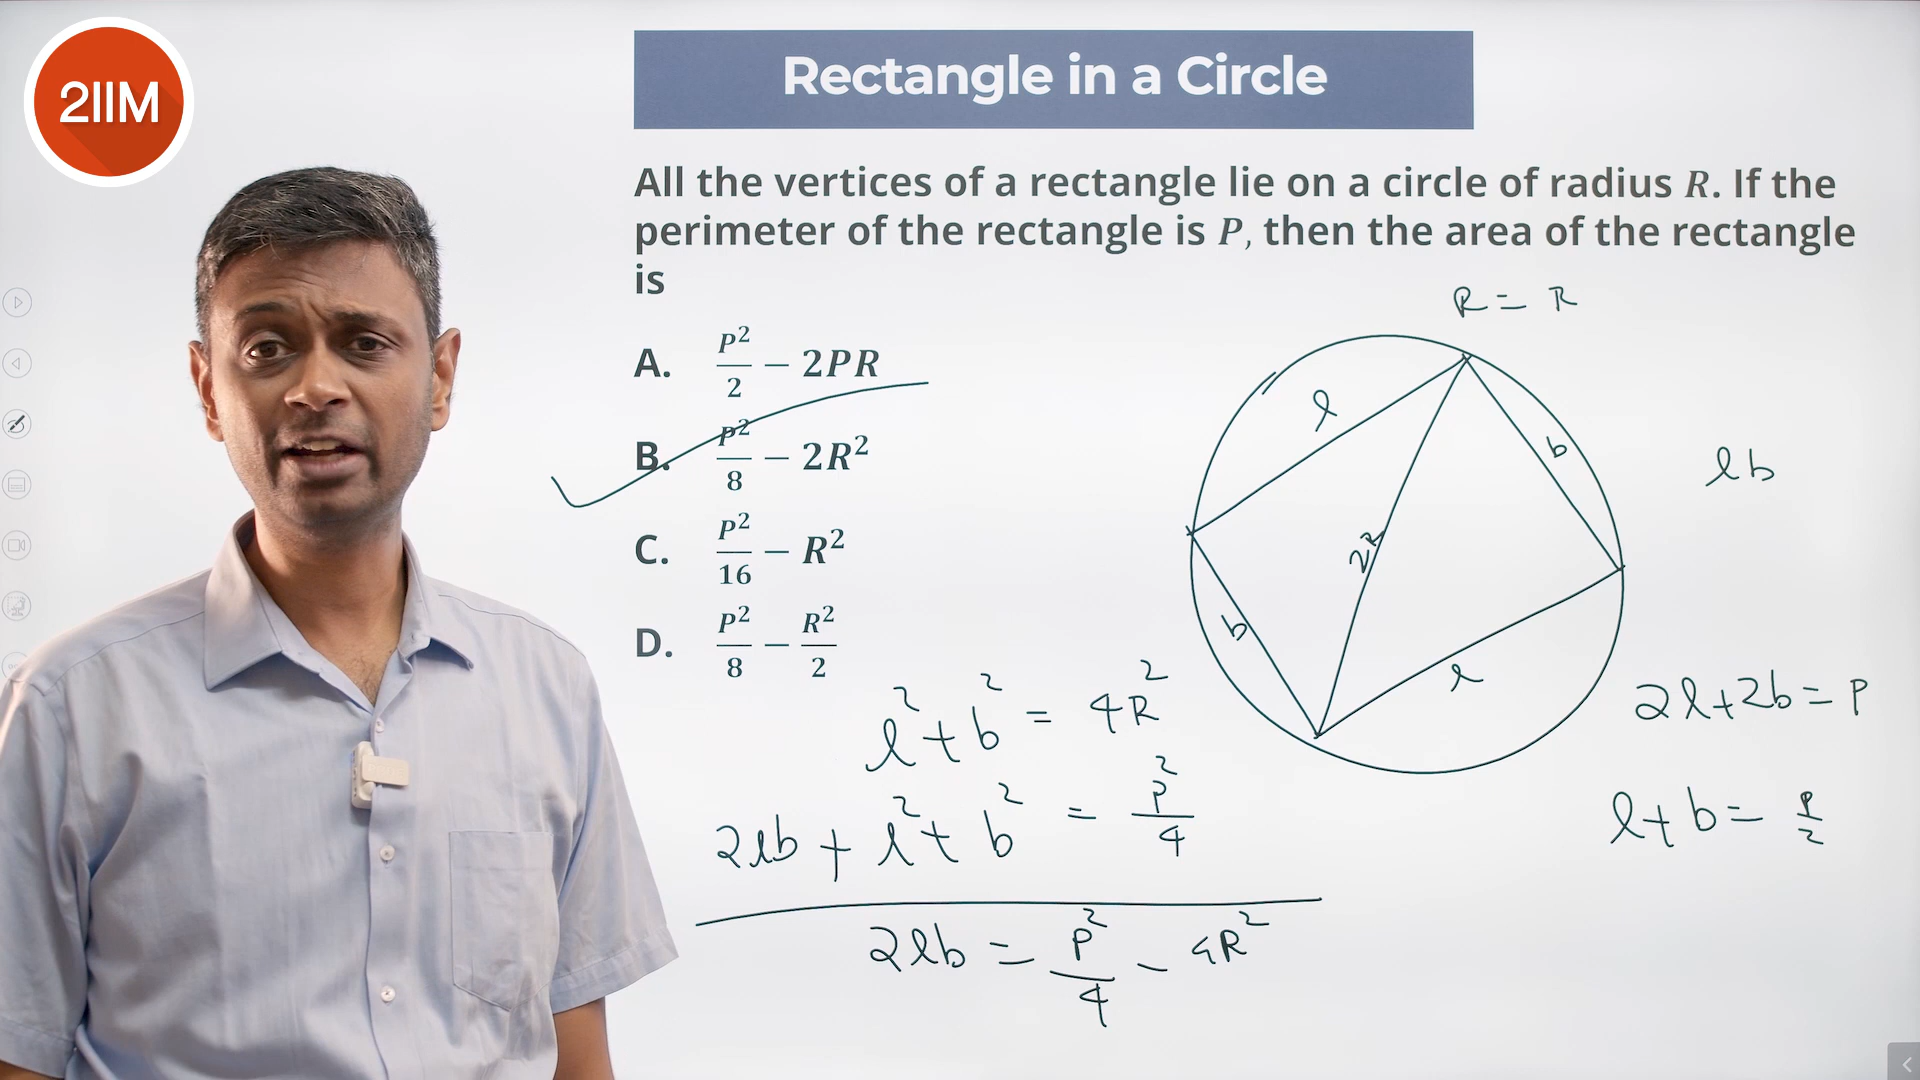 2IIM
Rectangle in a Circle
All the vertices of a rectangle lie on a circle of radius R. If the
perimeter of the rectangle is P, then the area of the rectangle
is
R = R
A. P²/2 − 2PR
B. P²/8 − 2R²
C. P²/16 − R²
D. P²/8 − R²/2
l
b
lb
2R
b
l
l² + b² = 4R²
2l + 2b = P
2lb + l² + b² = P²/4
l + b = P/2
2lb = P²/4 − 4R²